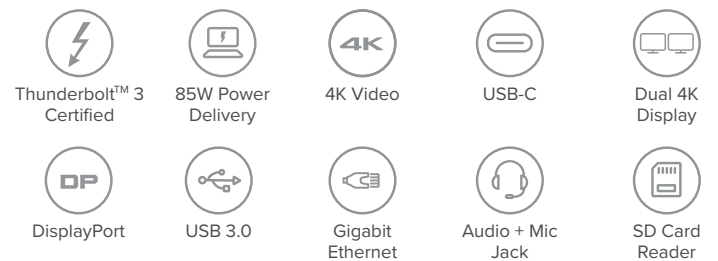 4K
Thunderbolt™ 3
Certified
85W Power
Delivery
4K Video
USB-C
Dual 4K
Display
DP
DisplayPort
USB 3.0
Gigabit
Ethernet
Audio + Mic
Jack
SD Card
Reader